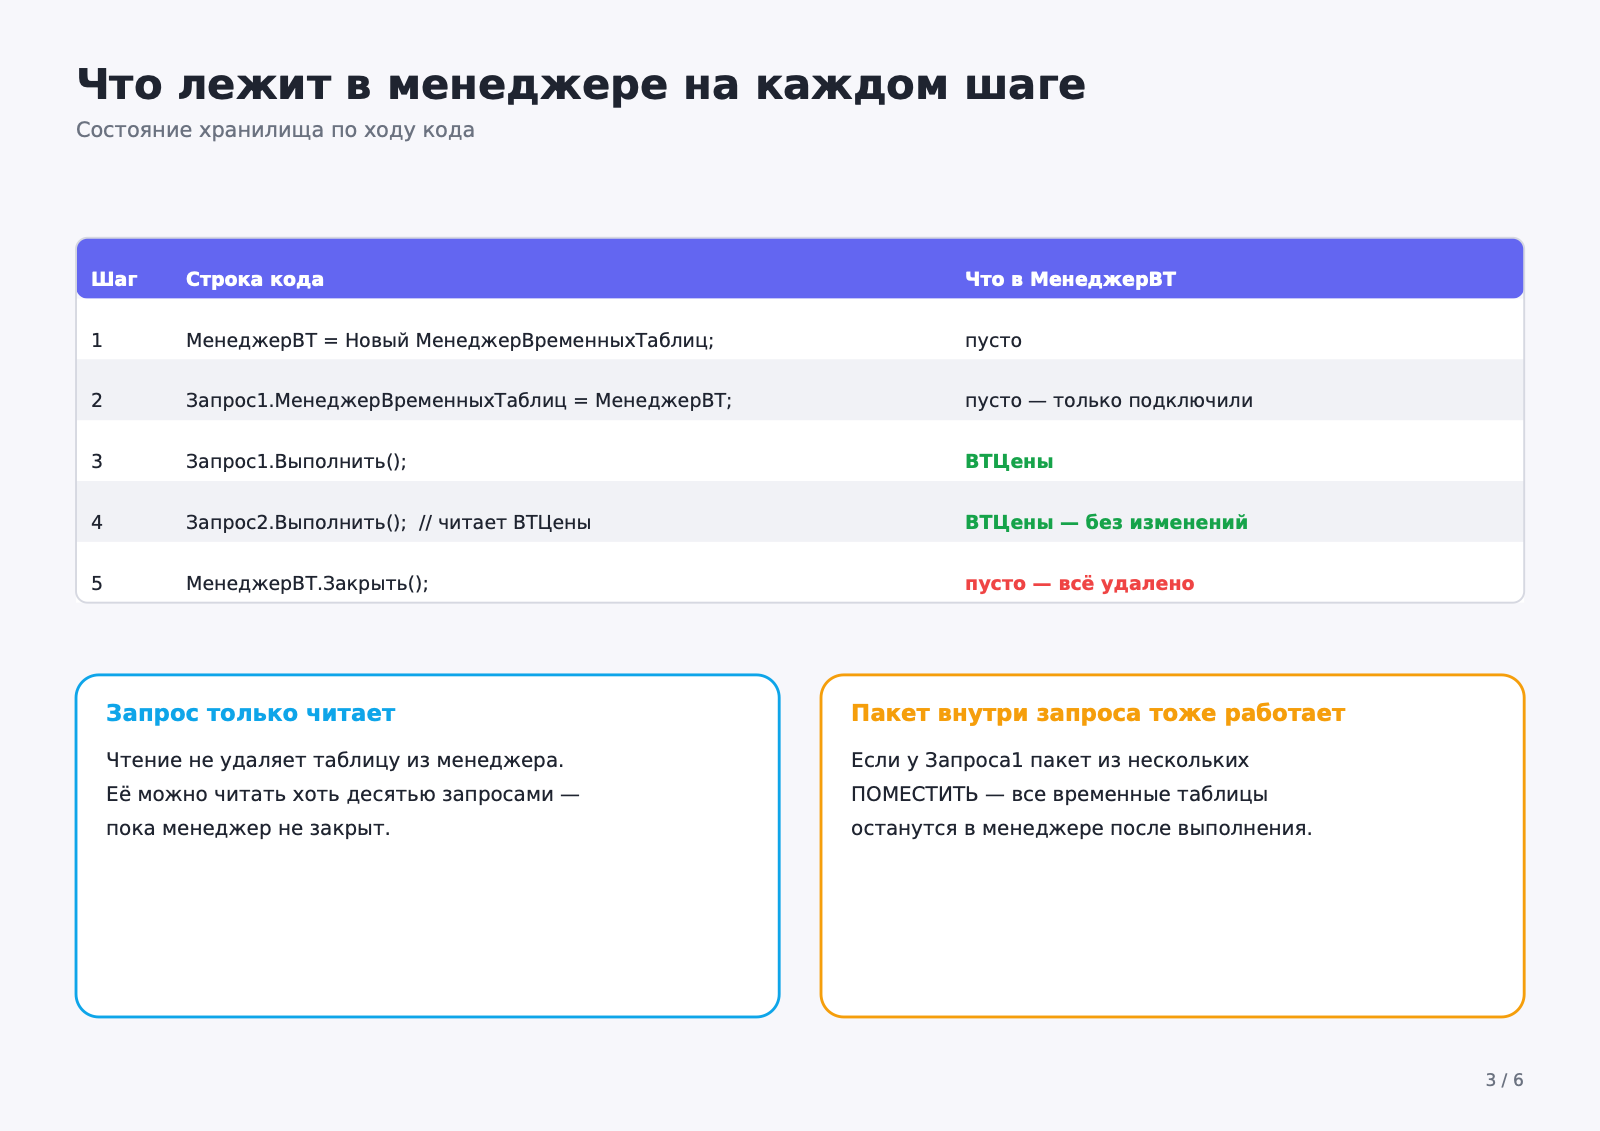 Что лежит в менеджере на каждом шаге
Состояние хранилища по ходу кода
Шаг Строка кода Что в МенеджерВТ
1 МенеджерВТ = Новый МенеджерВременныхТаблиц; пусто
2 Запрос1.МенеджерВременныхТаблиц = МенеджерВТ; пусто — только подключили
3 Запрос1.Выполнить(); ВТЦены
4 Запрос2.Выполнить();  // читает ВТЦены ВТЦены — без изменений
5 МенеджерВТ.Закрыть(); пусто — всё удалено
Запрос только читает
Чтение не удаляет таблицу из менеджера.
Её можно читать хоть десятью запросами —
пока менеджер не закрыт.
Пакет внутри запроса тоже работает
Если у Запроса1 пакет из нескольких
ПОМЕСТИТЬ — все временные таблицы
останутся в менеджере после выполнения.
3 / 6